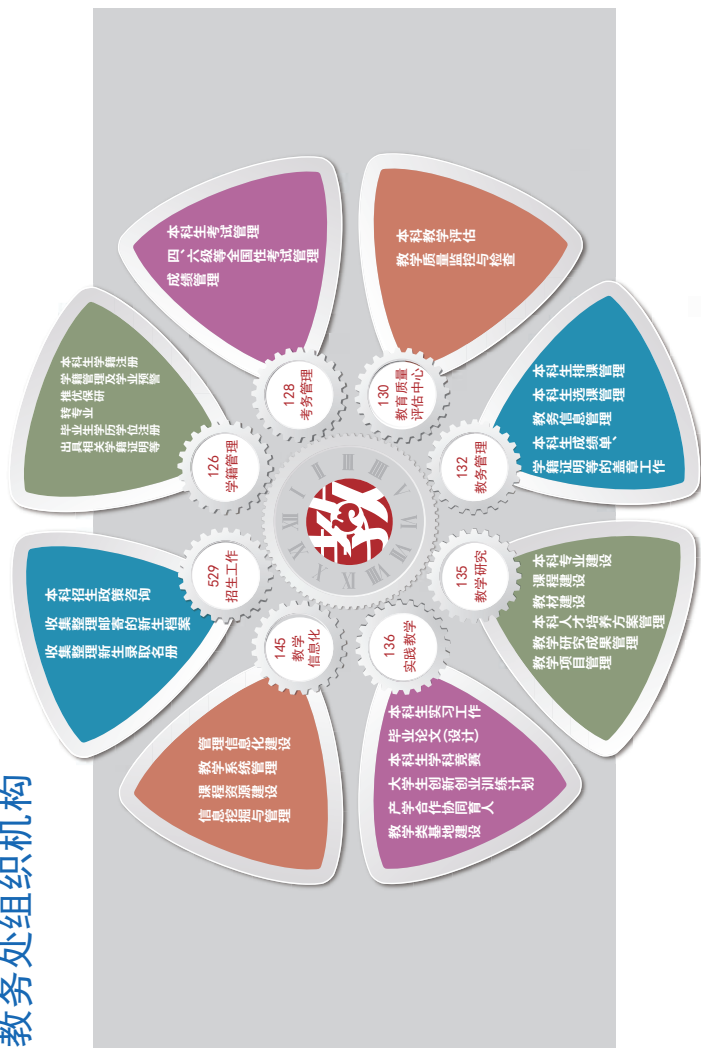 教务处组织机构
529
招生工作
本科招生政策咨询
收集整理邮寄的新生档案
收集整理新生录取名册
126
学籍管理
本科生学籍注册
学籍管理及学业预警
推优保研
转专业
毕业生学历学位注册
出具相关学籍证明等
128
考务管理
本科生考试管理
四、六级等全国性考试管理
成绩管理
130
教育质量
评估中心
本科教学评估
教学质量监控与检查
132
教务管理
本科生排课管理
本科生选课管理
教务信息管理
本科生成绩单、
学籍证明等的盖章工作
135
教学研究
本科专业建设
课程建设
教材建设
本科人才培养方案管理
教学研究成果管理
教学项目管理
136
实践教学
本科生实习工作
毕业论文(设计)
本科生学科竞赛
大学生创新创业训练计划
产学合作协同育人
教学类基地建设
145
教学
信息化
管理信息化建设
教学系统管理
课程资源建设
信息挖掘与管理
I
II
III
IIII
V
VI
VII
VIII
IX
X
XI
XII